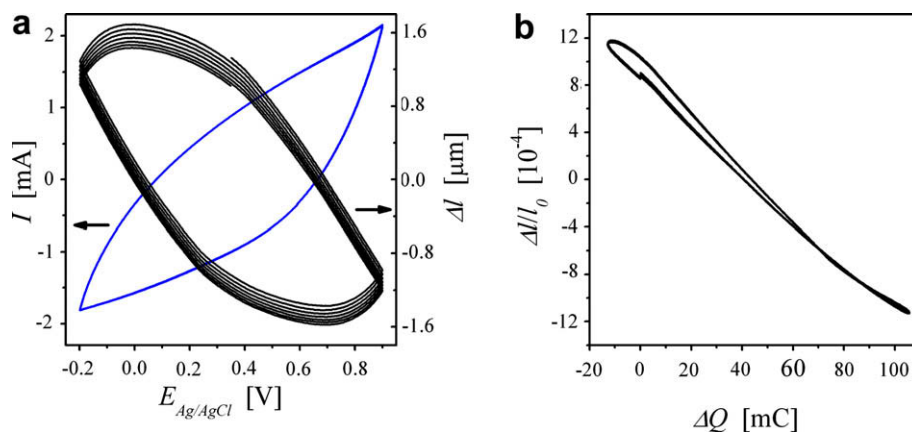 a
2
1
0
-1
-2
I [mA]
-0.2 0.0 0.2 0.4 0.6 0.8
E_{Ag/AgCl} [V]
1.6
0.8
0.0
-0.8
-1.6
Δl [μm]
b
12
8
4
0
-4
-8
-12
Δl/l_0 [10^{-4}]
-20 0 20 40 60 80 100
ΔQ [mC]